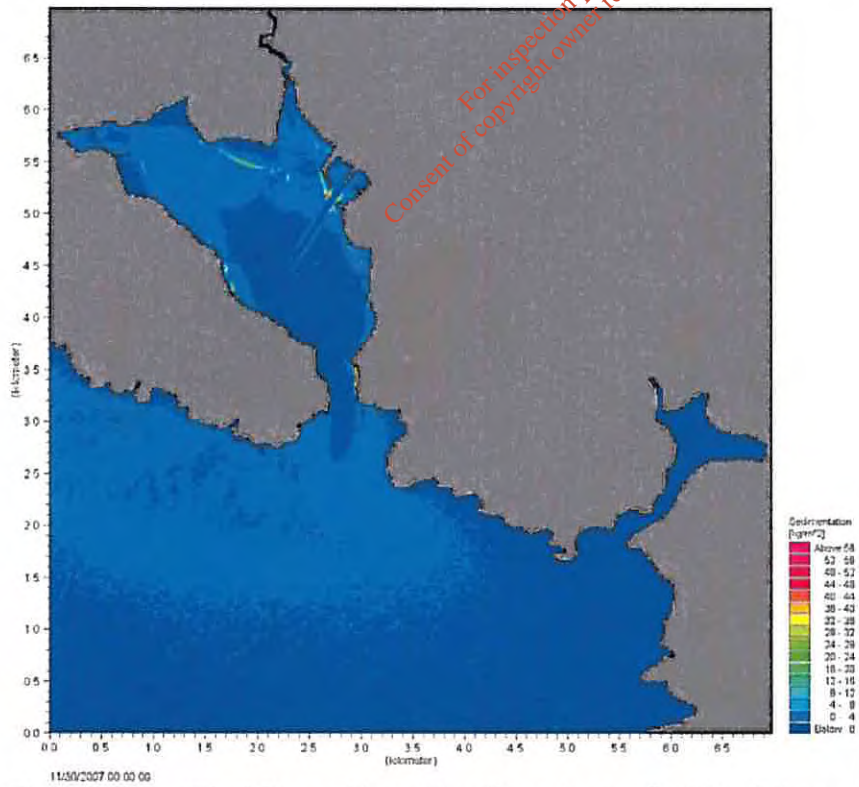 For inspection
Consent of copyright owner
6 5
6 0
5 5
5 0
4 5
4 0
3 5
3 0
2 5
2 0
1 5
1 0
0 5
0 0
0 0 0 5 1 0 1 5 2 0 2 5 3 0 3 5 4 0 4 5 5 0 5 5 6 0 6 5
(kilometer)
(kilometer)
11/30/2007 00 00 00
Sedimentation
[kg/m^2]
Above 56
52 - 56
48 - 52
44 - 48
40 - 44
36 - 40
32 - 36
28 - 32
24 - 28
20 - 24
16 - 20
12 - 16
8 - 12
4 - 8
0 - 4
Below 0